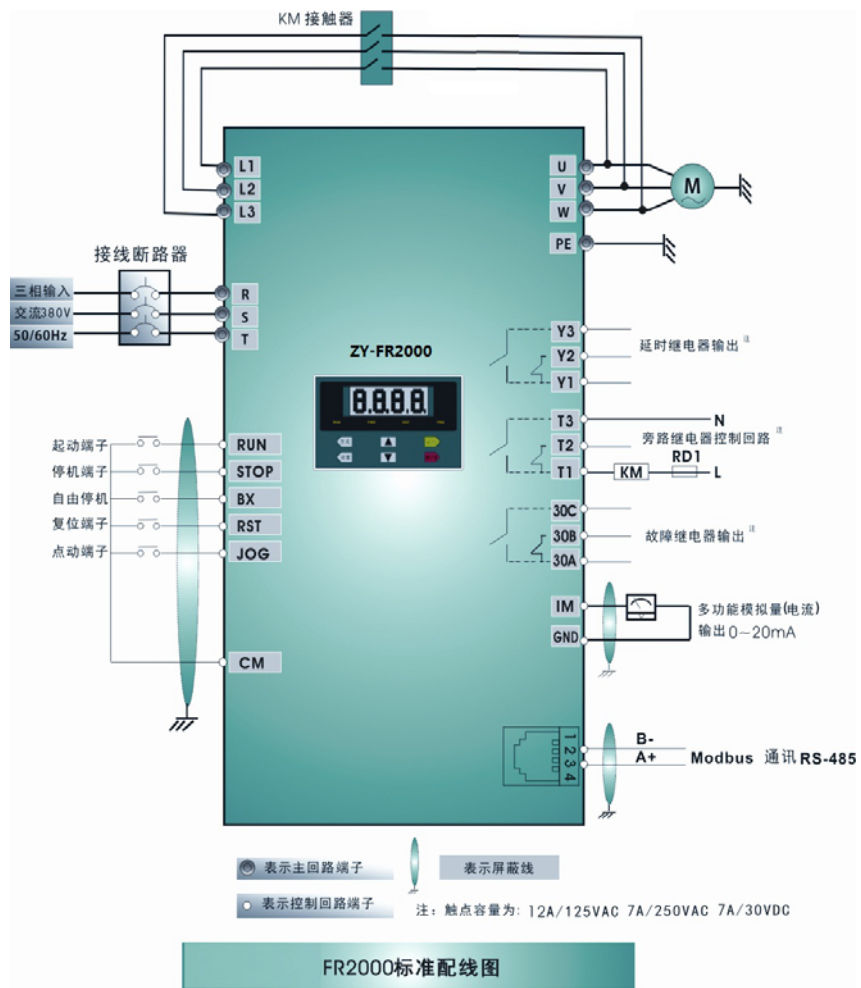 KM 接触器
L1
L2
L3
U
V
W
PE
M
接线断路器
三相输入
交流380V
50/60Hz
R
S
T
ZY-FR2000
8.8.8.8.
Y3
Y2
Y1
延时继电器输出注
T3
T2
T1
N
旁路继电器控制回路注
RD1
KM
L
起动端子
停机端子
自由停机
复位端子
点动端子
RUN
STOP
BX
RST
JOG
CM
30C
30B
30A
故障继电器输出注
IM
GND
多功能模拟量(电流)
输出0~20mA
1
2
3
4
B-
A+
Modbus 通讯 RS-485
表示主回路端子
表示屏蔽线
表示控制回路端子
注: 触点容量为: 12A/125VAC 7A/250VAC 7A/30VDC
FR2000标准配线图